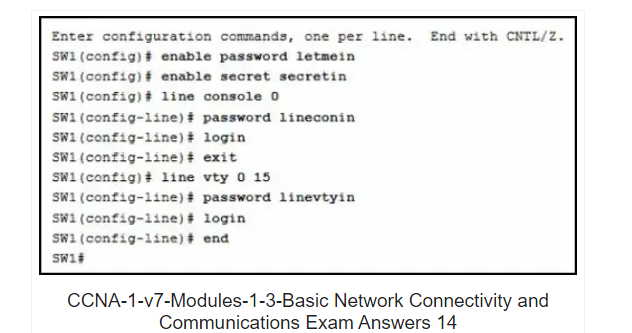 Enter configuration commands, one per line.  End with CNTL/Z.
SW1(config)# enable password letmein
SW1(config)# enable secret secretin
SW1(config)# line console 0
SW1(config-line)# password lineconin
SW1(config-line)# login
SW1(config-line)# exit
SW1(config)# line vty 0 15
SW1(config-line)# password linevtyin
SW1(config-line)# login
SW1(config-line)# end
SW1#
CCNA-1-v7-Modules-1-3-Basic Network Connectivity and
Communications Exam Answers 14